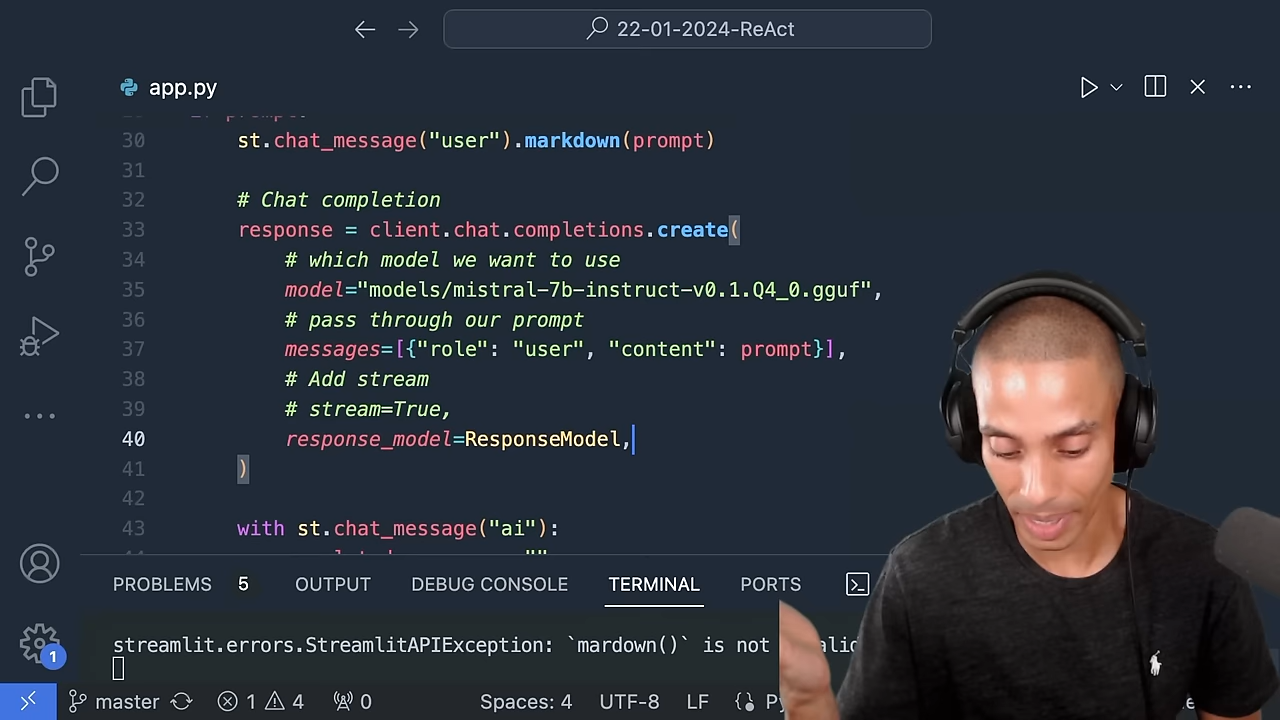 22-01-2024-ReAct
app.py
30 st.chat_message("user").markdown(prompt)
31
32 # Chat completion
33 response = client.chat.completions.create(
34 # which model we want to use
35 model="models/mistral-7b-instruct-v0.1.Q4_0.gguf",
36 # pass through our prompt
37 messages=[{"role": "user", "content": prompt}],
38 # Add stream
39 # stream=True,
40 response_model=ResponseModel,
41 )
42
43 with st.chat_message("ai"):
PROBLEMS 5 OUTPUT DEBUG CONSOLE TERMINAL PORTS
streamlit.errors.StreamlitAPIException: `mardown()` is not
1
master 1 4 0 Spaces: 4 UTF-8 LF